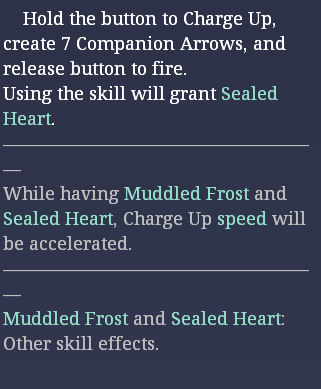 Hold the button to Charge Up,
create 7 Companion Arrows, and
release button to fire.
Using the skill will grant Sealed
Heart.
While having Muddled Frost and
Sealed Heart, Charge Up speed will
be accelerated.
Muddled Frost and Sealed Heart:
Other skill effects.